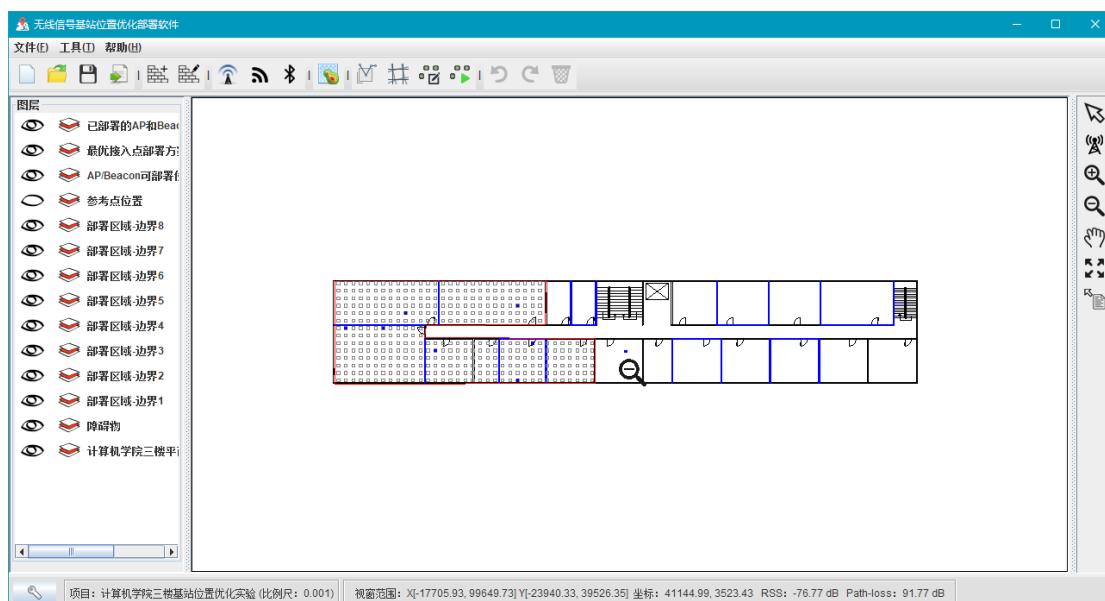 无线信号基站位置优化部署软件
文件(F) 工具(T) 帮助(H)
图层
已部署的AP和Beac
最优接入点部署方
AP/Beacon可部署
参考点位置
部署区域-边界8
部署区域-边界7
部署区域-边界6
部署区域-边界5
部署区域-边界4
部署区域-边界3
部署区域-边界2
部署区域-边界1
障碍物
计算机学院三楼平
项目: 计算机学院三楼基站位置优化实验 (比例尺: 0.001) 视窗范围: X[-17705.93, 99649.73] Y[-23940.33, 39526.35] 坐标: 41144.99, 3523.43 RSS: -76.77 dB Path-loss: 91.77 dB